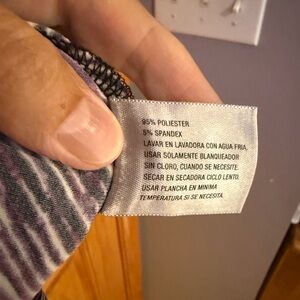 95% POLIESTER
5% SPANDEX
LAVAR EN LAVADORA CON AGUA FRIA,
USAR SOLAMENTE BLANQUEADOR
SIN CLORO, CUANDO SE NECESITE.
SECAR EN SECADORA CICLO LENTO.
USAR PLANCHA EN MINIMA
TEMPERATURA SI SE NECESITA.